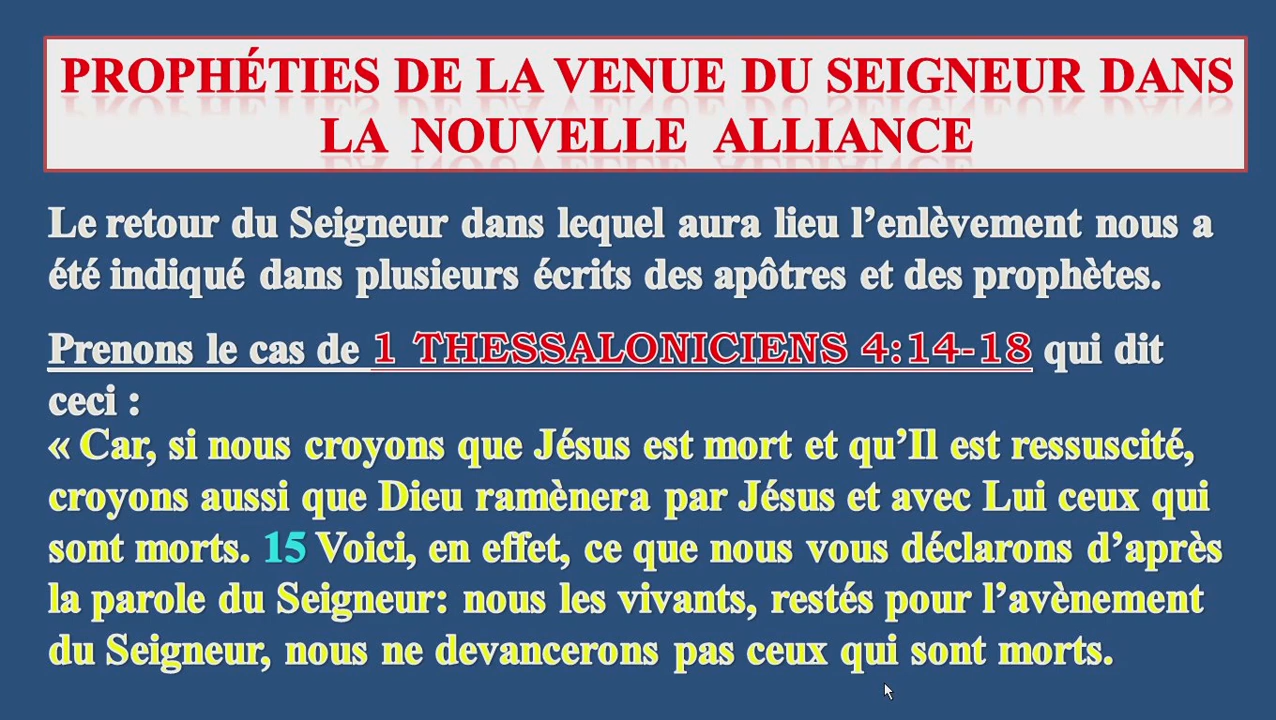 PROPHÉTIES DE LA VENUE DU SEIGNEUR DANS
LA NOUVELLE ALLIANCE
Le retour du Seigneur dans lequel aura lieu l’enlèvement nous a
été indiqué dans plusieurs écrits des apôtres et des prophètes.
Prenons le cas de 1 THESSALONICIENS 4:14-18 qui dit
ceci :
« Car, si nous croyons que Jésus est mort et qu’Il est ressuscité,
croyons aussi que Dieu ramènera par Jésus et avec Lui ceux qui
sont morts. 15 Voici, en effet, ce que nous vous déclarons d’après
la parole du Seigneur: nous les vivants, restés pour l’avènement
du Seigneur, nous ne devancerons pas ceux qui sont morts.